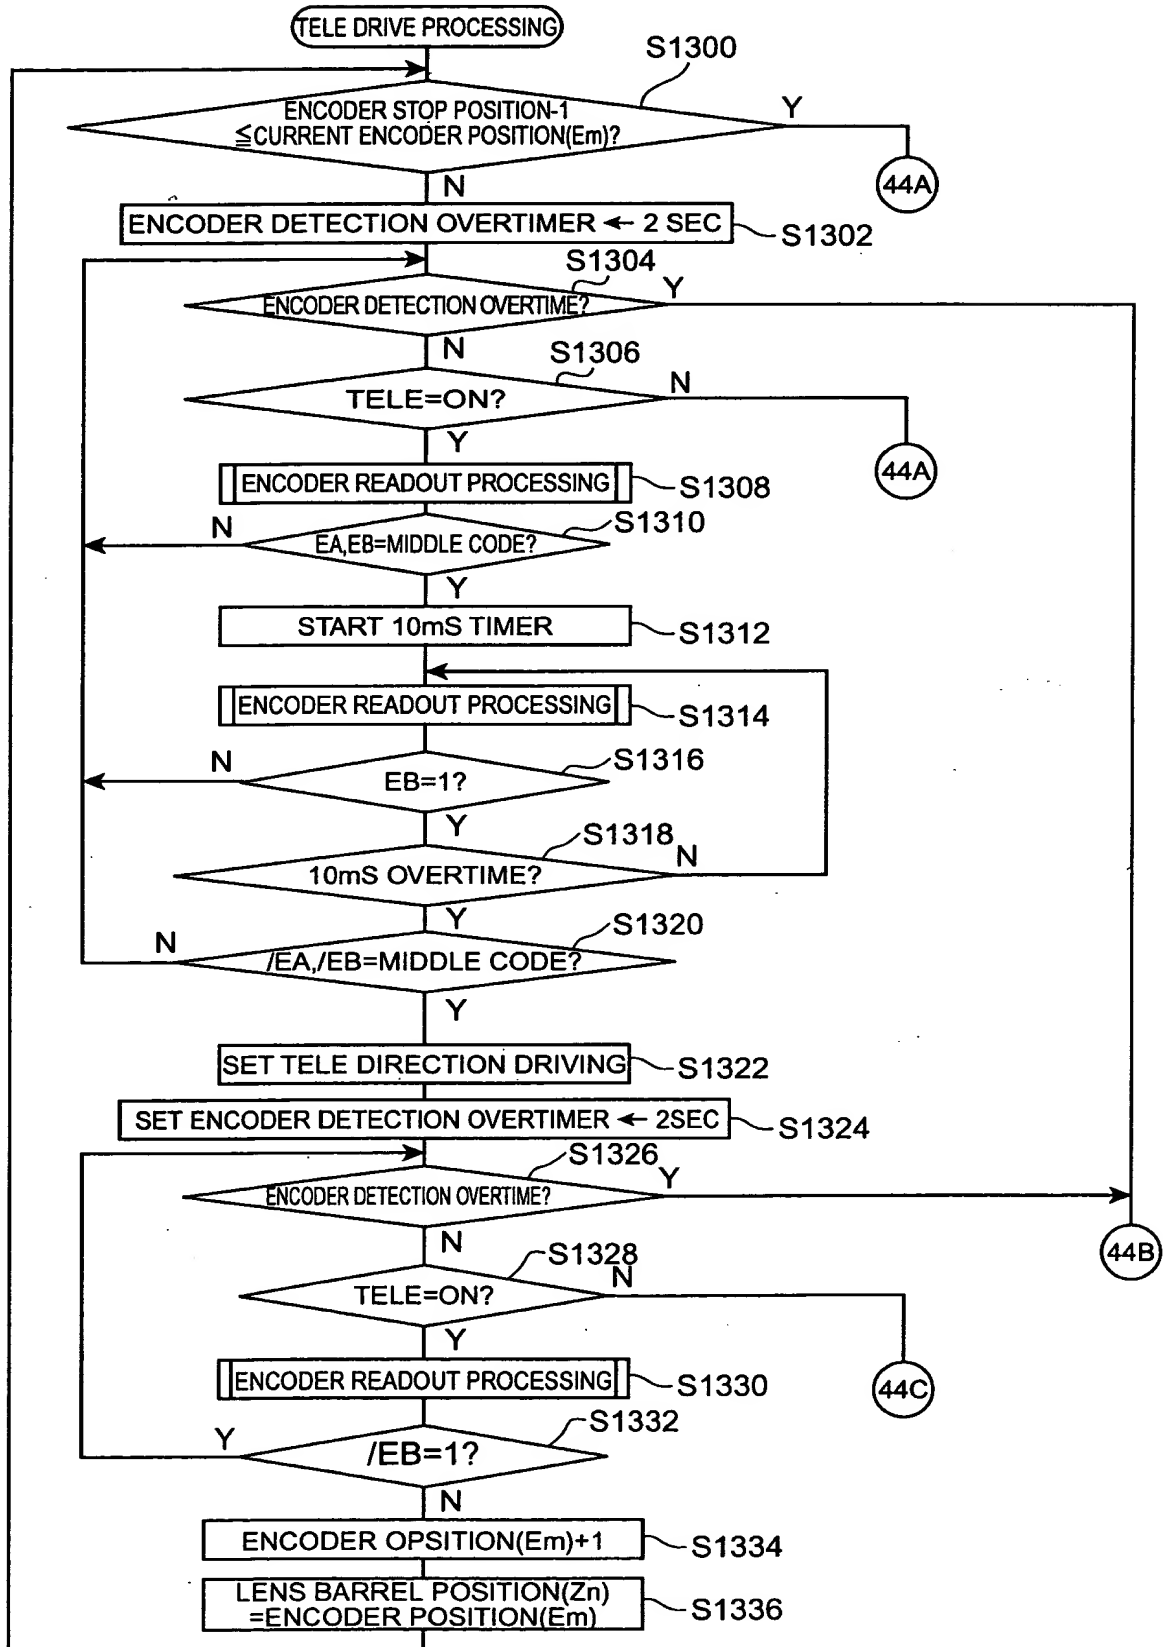 TELE DRIVE PROCESSING
S1300
ENCODER STOP POSITION-1
≦CURRENT ENCODER POSITION(Em)?
Y
44A
N
ENCODER DETECTION OVERTIMER ← 2 SEC
S1302
S1304
ENCODER DETECTION OVERTIME?
Y
N
S1306
TELE=ON?
N
44A
Y
ENCODER READOUT PROCESSING
S1308
S1310
N
EA,EB=MIDDLE CODE?
Y
START 10mS TIMER
S1312
ENCODER READOUT PROCESSING
S1314
N
S1316
EB=1?
Y
S1318
10mS OVERTIME?
N
Y
S1320
N
/EA,/EB=MIDDLE CODE?
Y
SET TELE DIRECTION DRIVING
S1322
SET ENCODER DETECTION OVERTIMER ← 2SEC
S1324
S1326
ENCODER DETECTION OVERTIME?
Y
44B
N
S1328
TELE=ON?
N
44C
Y
ENCODER READOUT PROCESSING
S1330
S1332
Y
/EB=1?
N
ENCODER OPSITION(Em)+1
S1334
LENS BARREL POSITION(Zn)
=ENCODER POSITION(Em)
S1336